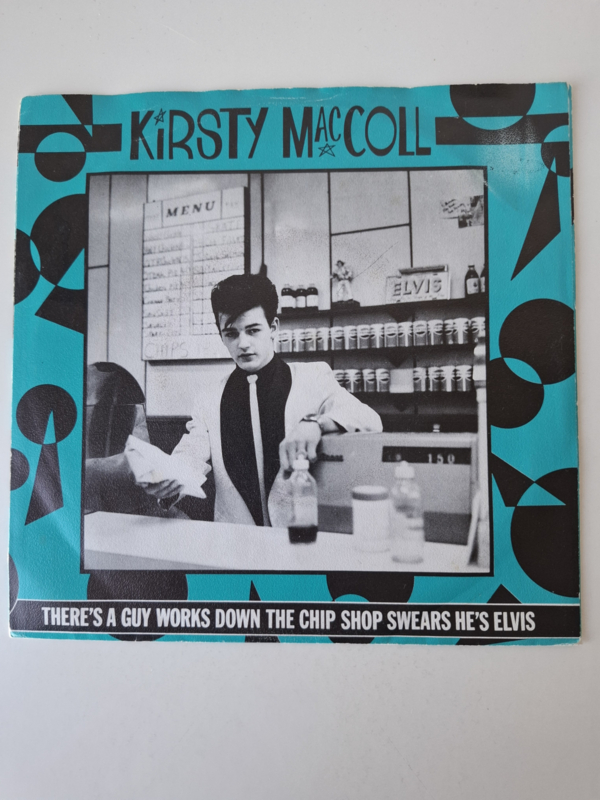 KiRSTY MacCOLL
MENU
CHIPS
ELVIS
150
THERE'S A GUY WORKS DOWN THE CHIP SHOP SWEARS HE'S ELVIS